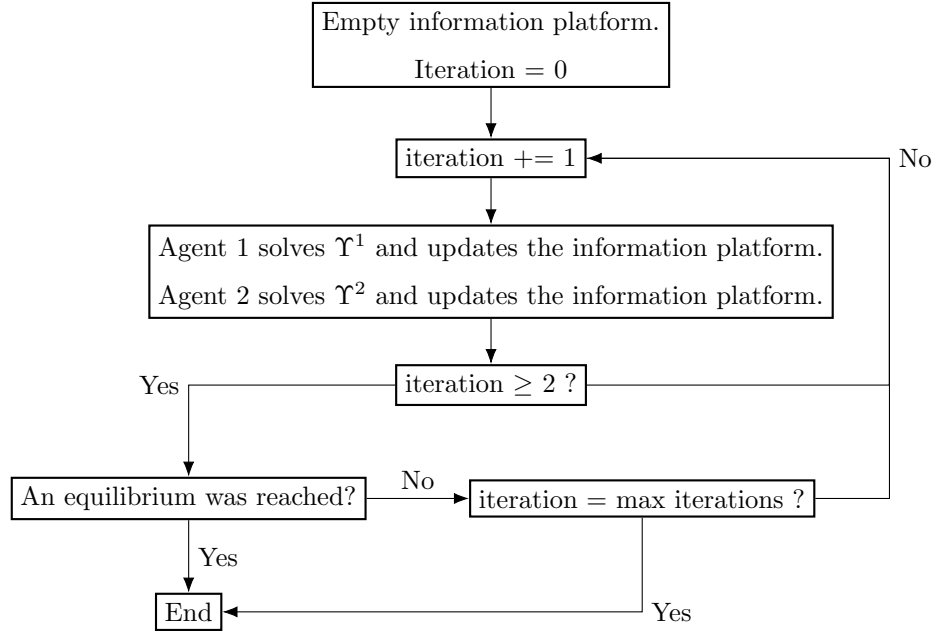 Empty information platform.
Iteration = 0
iteration += 1
No
Agent 1 solves ϒ¹ and updates the information platform.
Agent 2 solves ϒ² and updates the information platform.
Yes
iteration ≥ 2 ?
An equilibrium was reached?
No
iteration = max iterations ?
Yes
End
Yes